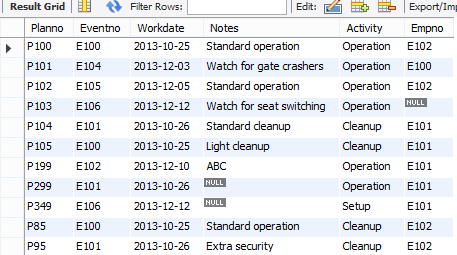 Result Grid Filter Rows: Edit: Export/Imp
Planno Eventno Workdate Notes Activity Empno
P100 E100 2013-10-25 Standard operation Operation E102
P101 E104 2013-12-03 Watch for gate crashers Operation E100
P102 E105 2013-12-05 Standard operation Operation E102
P103 E106 2013-12-12 Watch for seat switching Operation NULL
P104 E101 2013-10-26 Standard cleanup Cleanup E101
P105 E100 2013-10-25 Light cleanup Cleanup E101
P199 E102 2013-12-10 ABC Operation E101
P299 E101 2013-10-26 NULL Operation E101
P349 E106 2013-12-12 NULL Setup E101
P85 E100 2013-10-25 Standard operation Cleanup E102
P95 E101 2013-10-26 Extra security Cleanup E102